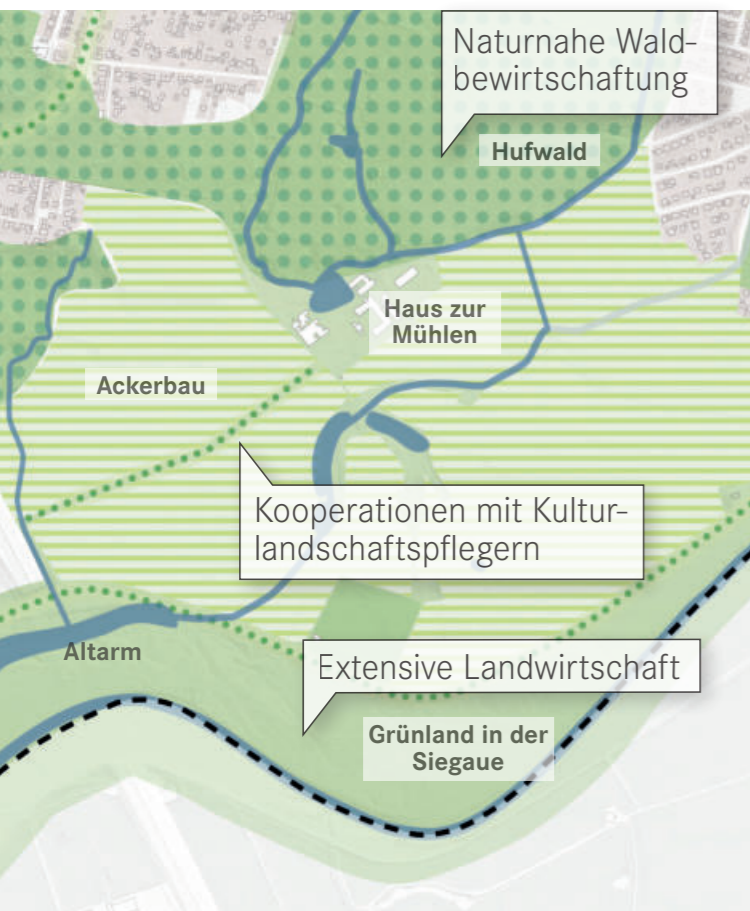 Naturnahe Wald-
bewirtschaftung
Hufwald
Haus zur
Mühlen
Ackerbau
Kooperationen mit Kultur-
landschaftspflegern
Altarm
Extensive Landwirtschaft
Grünland in der
Siegaue